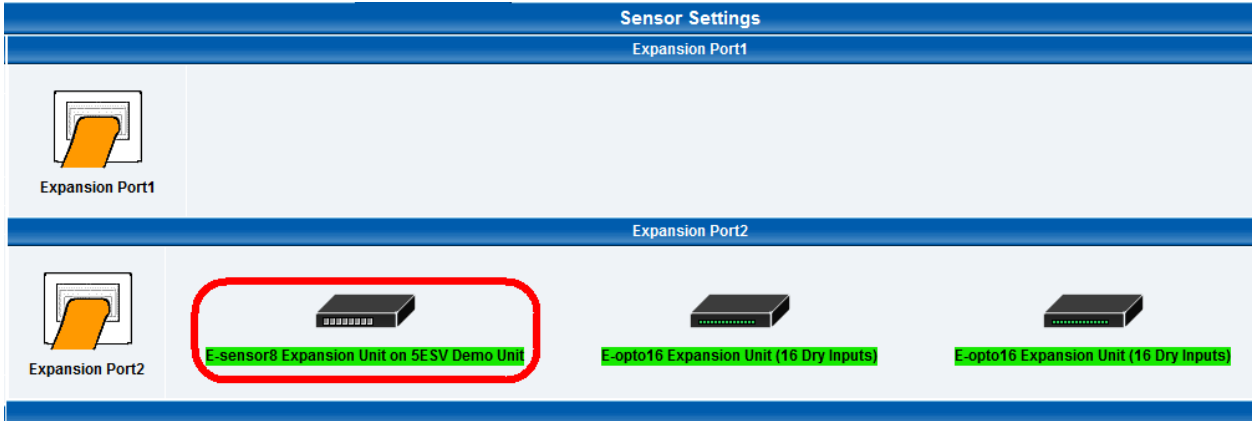 Sensor Settings
Expansion Port1
Expansion Port1
Expansion Port2
E-sensor8 Expansion Unit on 5ESV Demo Unit
E-opto16 Expansion Unit (16 Dry Inputs)
E-opto16 Expansion Unit (16 Dry Inputs)
Expansion Port2